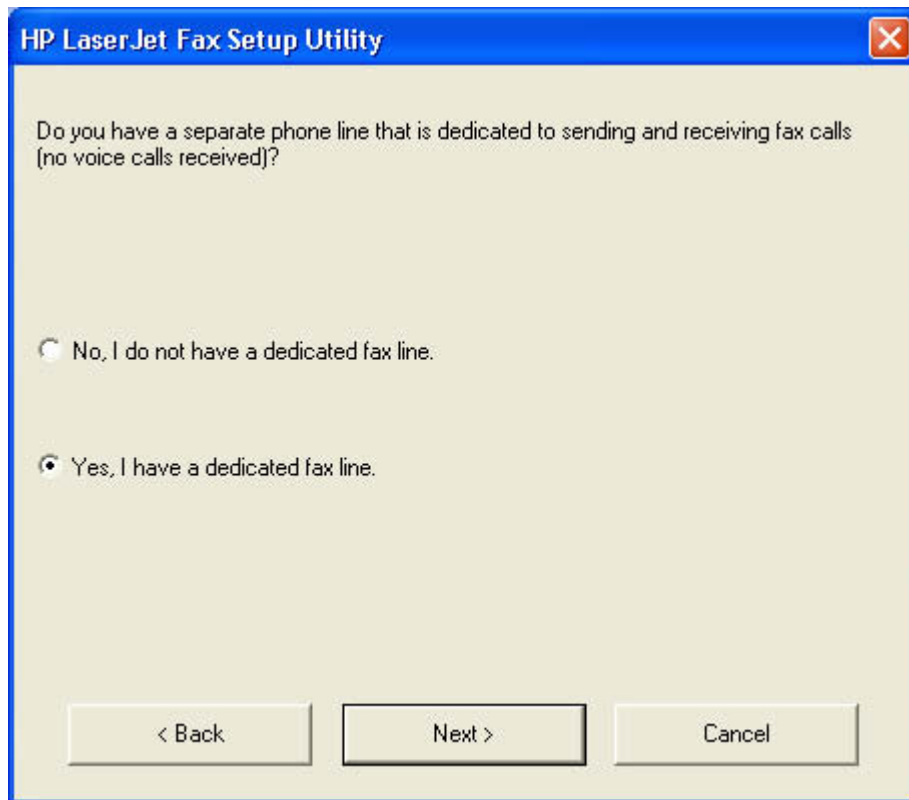 HP LaserJet Fax Setup Utility
Do you have a separate phone line that is dedicated to sending and receiving fax calls
(no voice calls received)?
No, I do not have a dedicated fax line.
Yes, I have a dedicated fax line.
< Back Next > Cancel